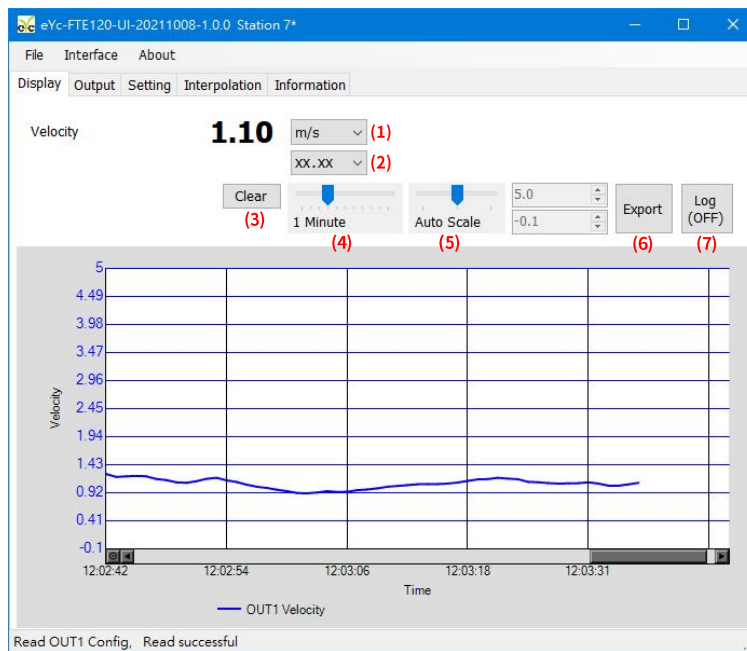 eYc-FTE120-UI-20211008-1.0.0 Station 7*
File Interface About
Display Output Setting Interpolation Information
Velocity 1.10 m/s (1)
xx.xx (2)
Clear 1 Minute Auto Scale 5.0 -0.1 Export Log (OFF)
(3) (4) (5) (6) (7)
5
4.49
3.98
3.47
2.96
2.45
1.94
1.43
0.92
0.41
-0.1
Velocity
12:02:42 12:02:54 12:03:06 12:03:18 12:03:31
Time
OUT1 Velocity
Read OUT1 Config, Read successful